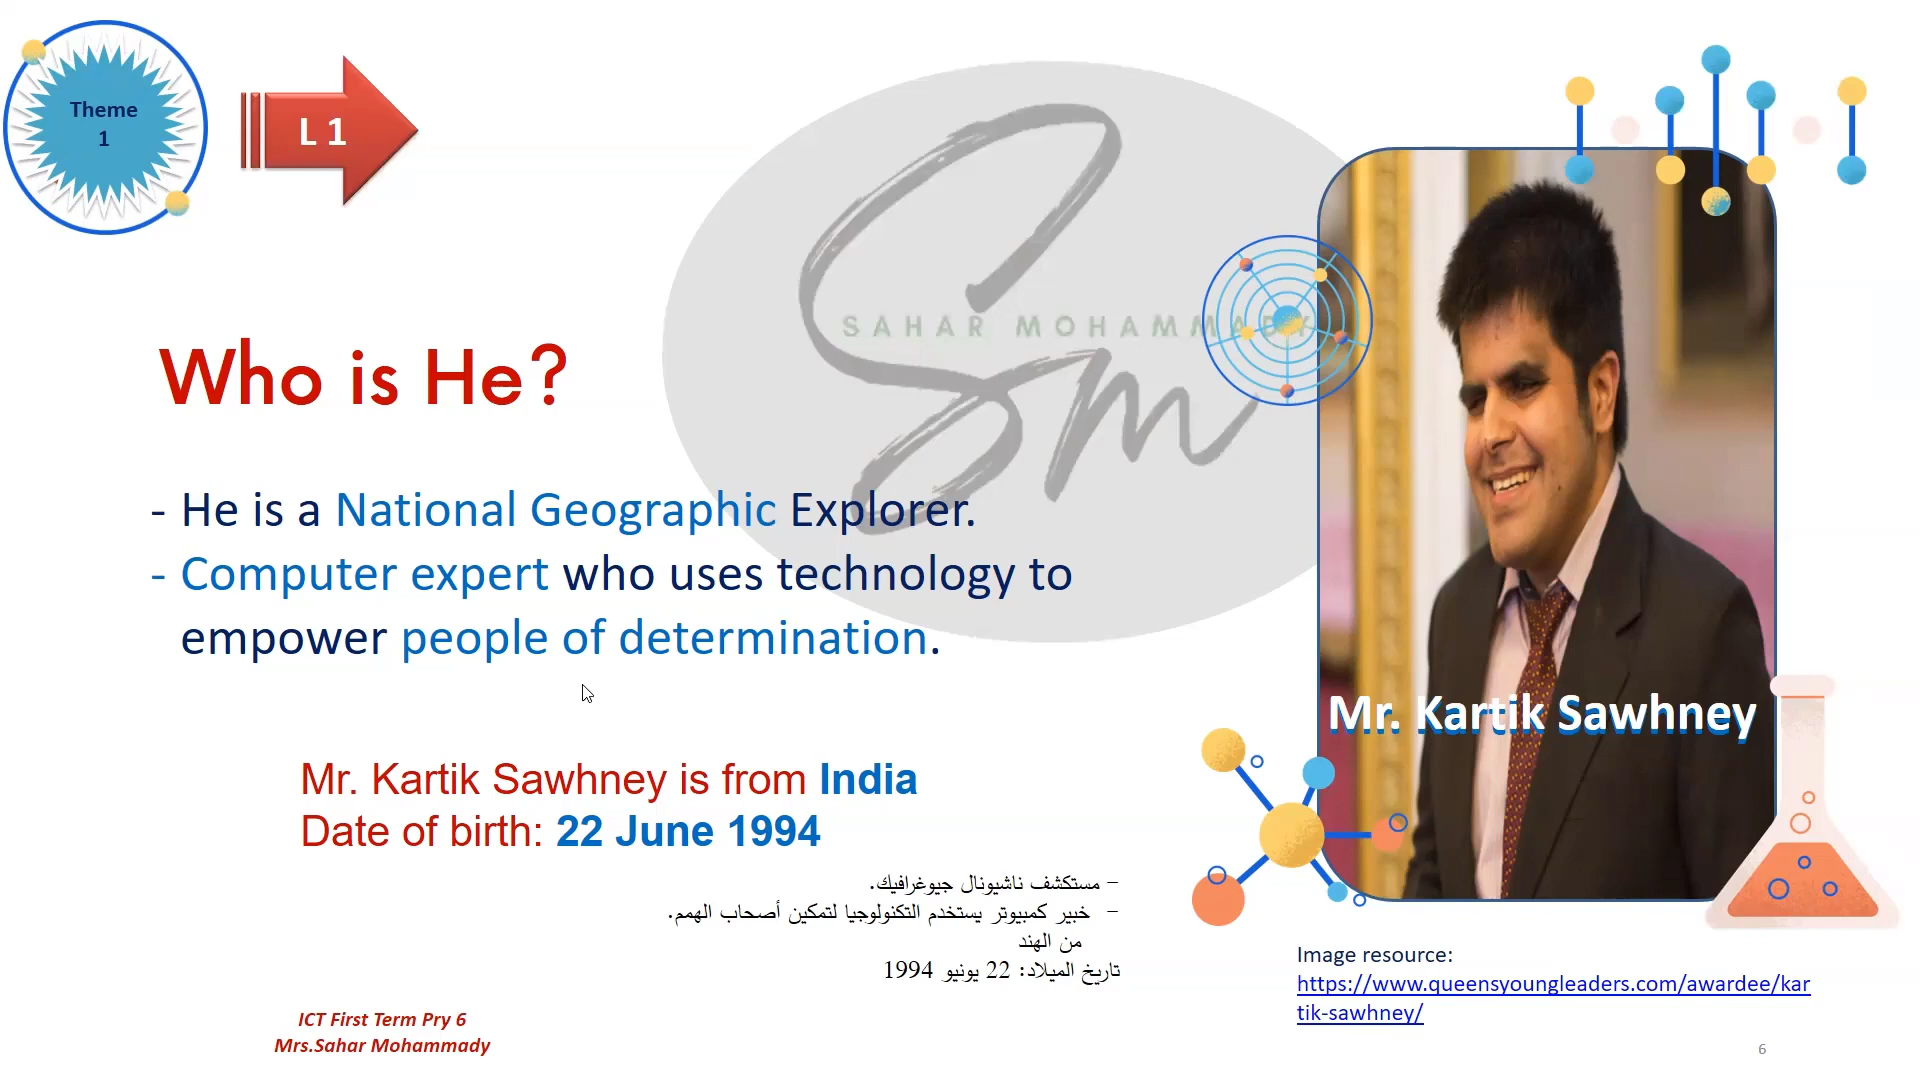 Theme
1
L 1
SAHAR MOHAMMADY
Sm
Who is He?
- He is a National Geographic Explorer.
- Computer expert who uses technology to
empower people of determination.
Mr. Kartik Sawhney
Mr. Kartik Sawhney is from India
Date of birth: 22 June 1994
- مستكشف ناشيونال جيوغرافيك.
- خبير كمبيوتر يستخدم التكنولوجيا لتمكين أصحاب الهمم.
من الهند
تاريخ الميلاد: 22 يونيو 1994
Image resource:
https://www.queensyoungleaders.com/awardee/kar
tik-sawhney/
ICT First Term Pry 6
Mrs.Sahar Mohammady
6